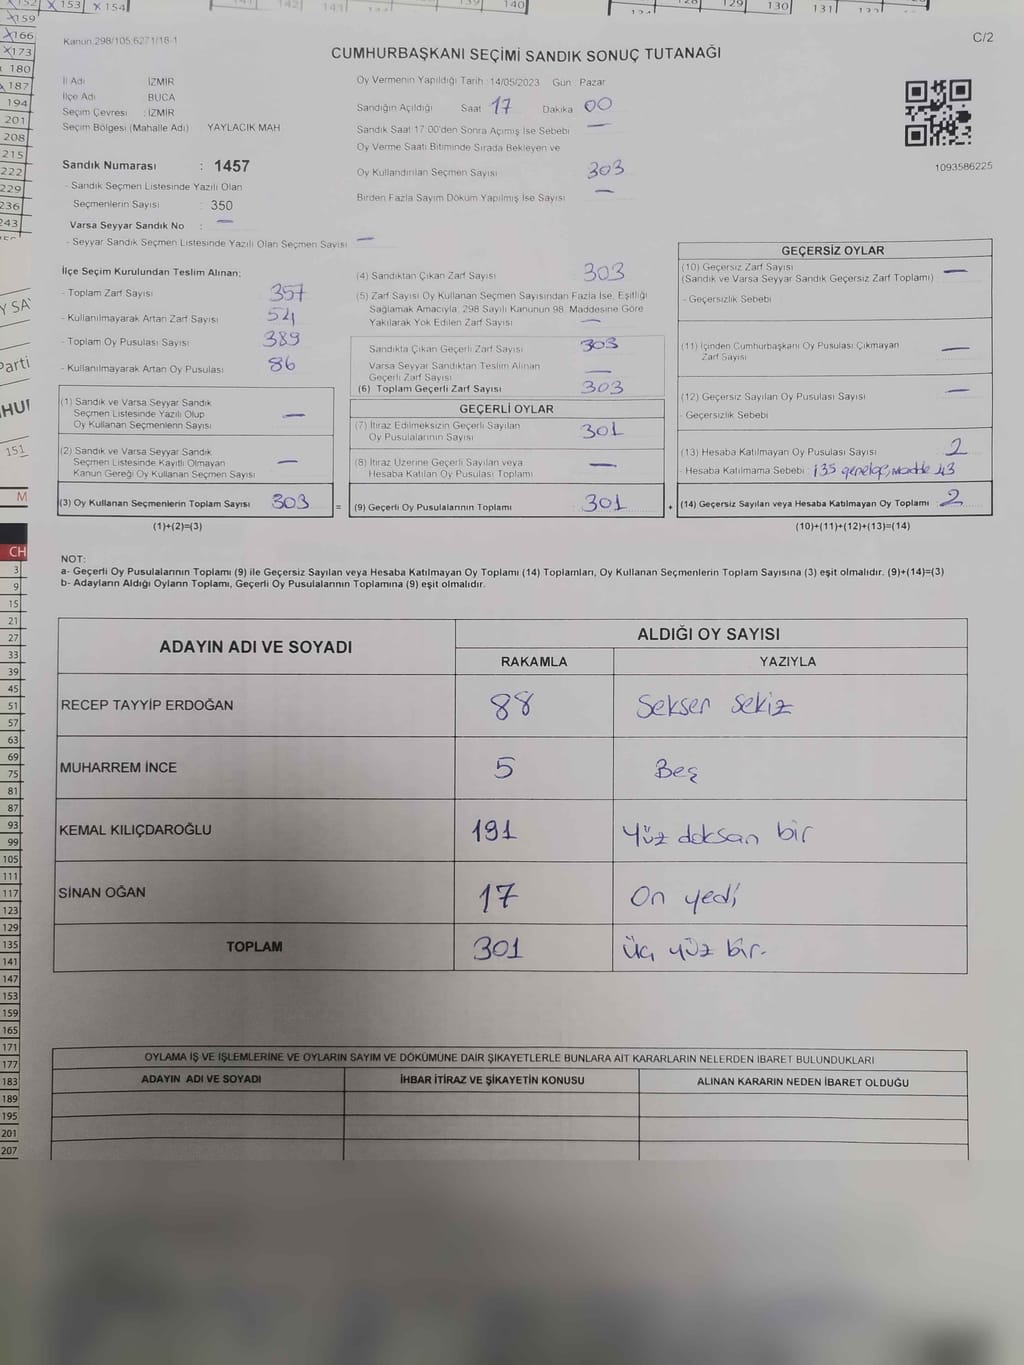 Kanun.298/105,6271/16-1
C/2
CUMHURBAŞKANI SEÇİMİ SANDIK SONUÇ TUTANAĞI
İl Adı İZMİR
İlçe Adı BUCA
Seçim Çevresi : İZMİR
Seçim Bölgesi (Mahalle Adı) YAYLACIK MAH
Sandık Numarası : 1457
- Sandık Seçmen Listesinde Yazılı Olan
Seçmenlerin Sayısı : 350
Varsa Seyyar Sandık No : —
- Seyyar Sandık Seçmen Listesinde Yazılı Olan Seçmen Sayısı —
Oy Vermenin Yapıldığı Tarih : 14/05/2023 Gün : Pazar
Sandığın Açıldığı Saat 17 Dakika 00
Sandık Saat 17:00'den Sonra Açımış İse Sebebi —
Oy Verme Saati Bitiminde Sırada Bekleyen ve
Oy Kullandırılan Seçmen Sayısı 303
Birden Fazla Sayım Döküm Yapılmış İse Sayısı —
1093586225
İlçe Seçim Kurulundan Teslim Alınan;
- Toplam Zarf Sayısı 357
- Kullanılmayarak Artan Zarf Sayısı 54
- Toplam Oy Pusulası Sayısı 389
- Kullanılmayarak Artan Oy Pusulası 86
(1) Sandık ve Varsa Seyyar Sandık
Seçmen Listesinde Yazılı Olup
Oy Kullanan Seçmenlerin Sayısı —
(2) Sandık ve Varsa Seyyar Sandık
Seçmen Listesinde Kayıtlı Olmayan
Kanun Gereği Oy Kullanan Seçmen Sayısı —
(3) Oy Kullanan Seçmenlerin Toplam Sayısı 303
(1)+(2)=(3)
(4) Sandıktan Çıkan Zarf Sayısı 303
(5) Zarf Sayısı Oy Kullanan Seçmen Sayısından Fazla İse, Eşitliği
Sağlamak Amacıyla, 298 Sayılı Kanunun 98. Maddesine Göre
Yakılarak Yok Edilen Zarf Sayısı —
Sandıkta Çıkan Geçerli Zarf Sayısı 303
Varsa Seyyar Sandıktan Teslim Alınan
Geçerli Zarf Sayısı —
(6) Toplam Geçerli Zarf Sayısı 303
GEÇERLİ OYLAR
(7) İtiraz Edilmeksizin Geçerli Sayılan
Oy Pusulalarının Sayısı 301
(8) İtiraz Üzerine Geçerli Sayılan veya
Hesaba Katılan Oy Pusulası Toplamı —
= (9) Geçerli Oy Pusulalarının Toplamı 301
GEÇERSİZ OYLAR
(10) Geçersiz Zarf Sayısı
(Sandık ve Varsa Seyyar Sandık Geçersiz Zarf Toplamı) —
- Geçersizlik Sebebi
(11) İçinden Cumhurbaşkanı Oy Pusulası Çıkmayan
Zarf Sayısı —
(12) Geçersiz Sayılan Oy Pusulası Sayısı —
- Geçersizlik Sebebi
(13) Hesaba Katılmayan Oy Pusulası Sayısı 2
- Hesaba Katılmama Sebebi : 135 genelge, madde 43
+ (14) Geçersiz Sayılan veya Hesaba Katılmayan Oy Toplamı 2
(10)+(11)+(12)+(13)=(14)
NOT:
a- Geçerli Oy Pusulalarının Toplamı (9) ile Geçersiz Sayılan veya Hesaba Katılmayan Oy Toplamı (14) Toplamları, Oy Kullanan Seçmenlerin Toplam Sayısına (3) eşit olmalıdır. (9)+(14)=(3)
b- Adayların Aldığı Oyların Toplamı, Geçerli Oy Pusulalarının Toplamına (9) eşit olmalıdır.
ADAYIN ADI VE SOYADI ALDIĞI OY SAYISI
RAKAMLA YAZIYLA
RECEP TAYYİP ERDOĞAN 88 Seksen sekiz
MUHARREM İNCE 5 Beş
KEMAL KILIÇDAROĞLU 191 Yüz doksan bir
SİNAN OĞAN 17 On yedi
TOPLAM 301 Üç yüz bir.
OYLAMA İŞ VE İŞLEMLERİNE VE OYLARIN SAYIM VE DÖKÜMÜNE DAİR ŞİKAYETLERLE BUNLARA AİT KARARLARIN NELERDEN İBARET BULUNDUKLARI
ADAYIN ADI VE SOYADI İHBAR İTİRAZ VE ŞİKAYETİN KONUSU ALINAN KARARIN NEDEN İBARET OLDUĞU